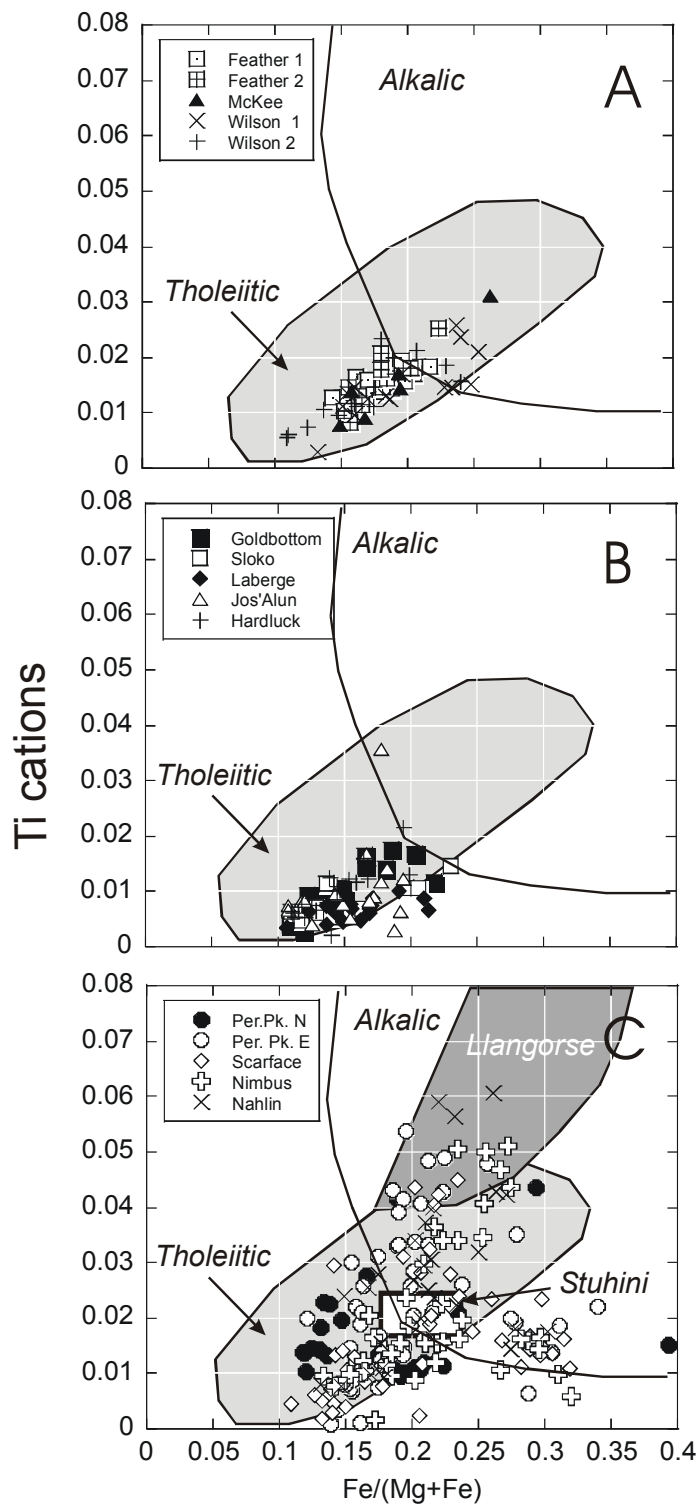 0.08
0.07
0.06
0.05
0.04
0.03
0.02
0.01
0
Feather 1
Feather 2
McKee
Wilson 1
Wilson 2
Alkalic
A
Tholeiitic
0.08
0.07
0.06
0.05
0.04
0.03
0.02
0.01
0
Goldbottom
Sloko
Laberge
Jos'Alun
Hardluck
Alkalic
B
Tholeiitic
Ti cations
0.08
0.07
0.06
0.05
0.04
0.03
0.02
0.01
0
Per.Pk. N
Per. Pk. E
Scarface
Nimbus
Nahlin
Alkalic
Llangorse
C
Tholeiitic
Stuhini
0 0.05 0.1 0.15 0.2 0.25 0.3 0.35 0.4
Fe/(Mg+Fe)